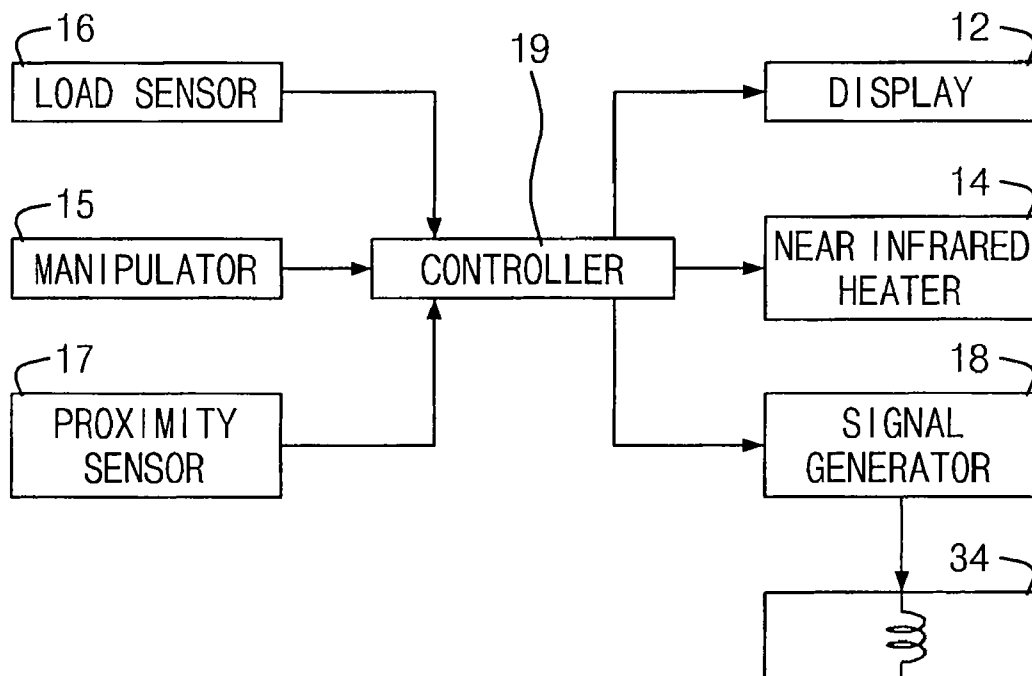 16
LOAD SENSOR
19
12
DISPLAY
15
MANIPULATOR
CONTROLLER
14
NEAR INFRARED
HEATER
17
PROXIMITY
SENSOR
18
SIGNAL
GENERATOR
34